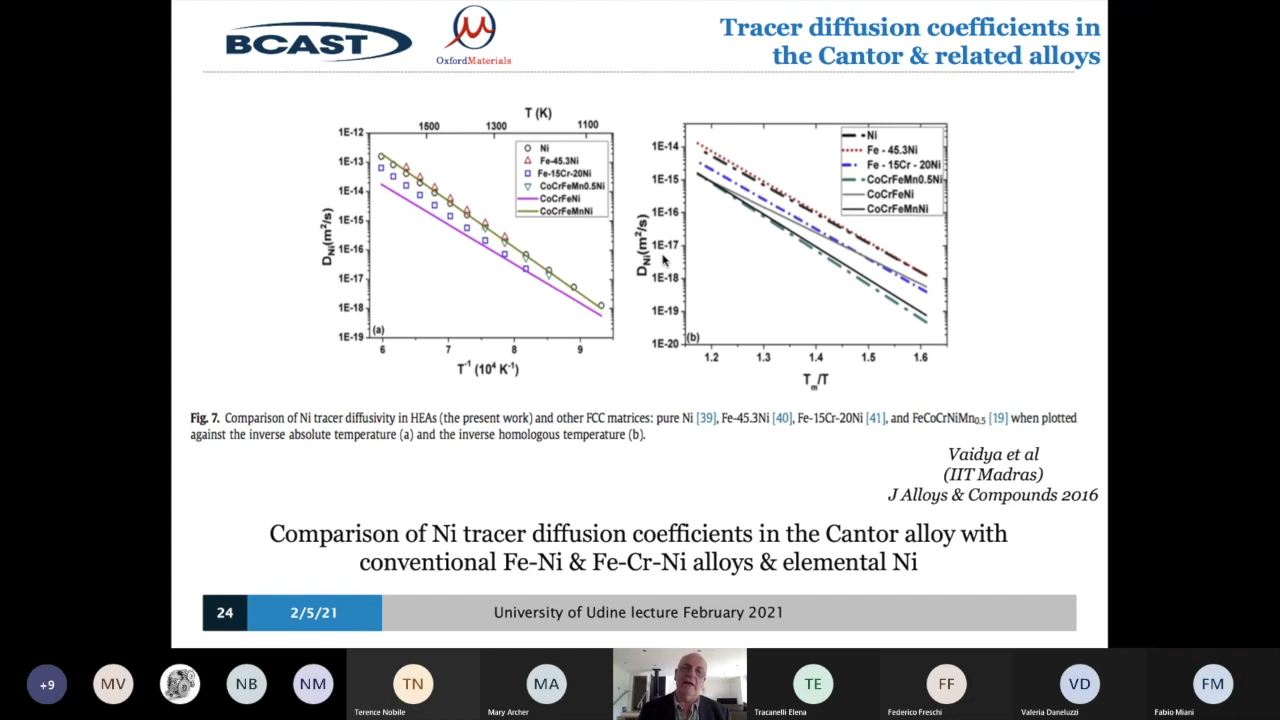 BCAST
OxfordMaterials
Tracer diffusion coefficients in
the Cantor & related alloys
T (K)
1500 1300 1100
1E-12
1E-13
1E-14
1E-15
1E-16
1E-17
1E-18
1E-19
D_Ni(m²/s)
Ni
Fe-45.3Ni
Fe-15Cr-20Ni
CoCrFeMn0.5Ni
CoCrFeNi
CoCrFeMnNi
(a)
6 7 8 9
T⁻¹ (10⁴ K⁻¹)
1E-14
1E-15
1E-16
1E-17
1E-18
1E-19
1E-20
D_Ni(m²/s)
Ni
Fe - 45.3Ni
Fe - 15Cr - 20Ni
CoCrFeMn0.5Ni
CoCrFeNi
CoCrFeMnNi
(b)
1.2 1.3 1.4 1.5 1.6
T_m/T
Fig. 7. Comparison of Ni tracer diffusivity in HEAs (the present work) and other FCC matrices: pure Ni [39], Fe-45.3Ni [40], Fe-15Cr-20Ni [41], and FeCoCrNiMn₀.₅ [19] when plotted
against the inverse absolute temperature (a) and the inverse homologous temperature (b).
Vaidya et al
(IIT Madras)
J Alloys & Compounds 2016
Comparison of Ni tracer diffusion coefficients in the Cantor alloy with
conventional Fe-Ni & Fe-Cr-Ni alloys & elemental Ni
24 2/5/21 University of Udine lecture February 2021
+9 MV NB NM TN MA TE FF VD FM
Terence Nobile Mary Archer Tracanelli Elena Federico Freschi Valeria Daneluzzi Fabio Miani